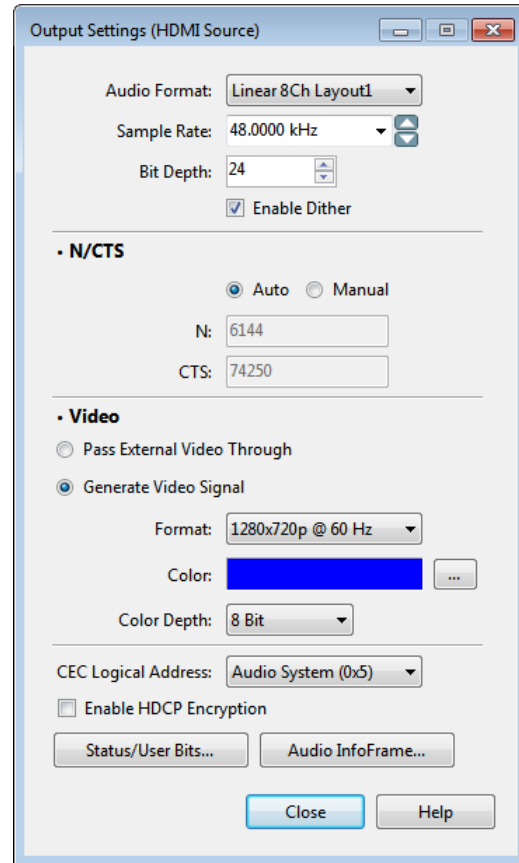 Output Settings (HDMI Source)
Audio Format: Linear 8Ch Layout1
Sample Rate: 48.0000 kHz
Bit Depth: 24
Enable Dither
• N/CTS
Auto Manual
N: 6144
CTS: 74250
• Video
Pass External Video Through
Generate Video Signal
Format: 1280x720p @ 60 Hz
Color: ...
Color Depth: 8 Bit
CEC Logical Address: Audio System (0x5)
Enable HDCP Encryption
Status/User Bits... Audio InfoFrame...
Close Help